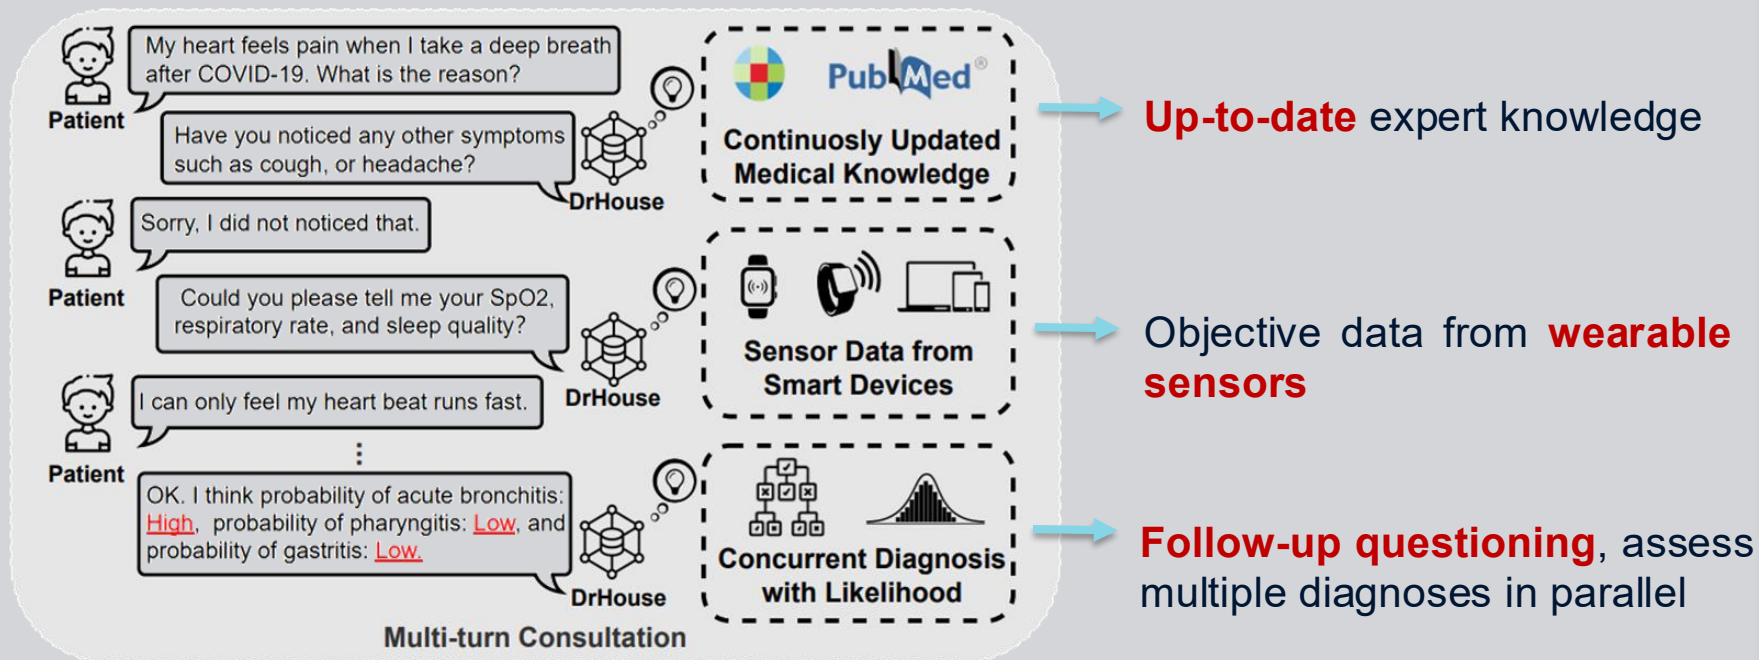 My heart feels pain when I take a deep breath
after COVID-19. What is the reason?
Patient
Have you noticed any other symptoms
such as cough, or headache?
DrHouse
Sorry, I did not noticed that.
Patient
Could you please tell me your SpO2,
respiratory rate, and sleep quality?
DrHouse
I can only feel my heart beat runs fast.
Patient
OK. I think probability of acute bronchitis:
High, probability of pharyngitis: Low, and
probability of gastritis: Low.
DrHouse
Multi-turn Consultation
PubMed®
Continuosly Updated
Medical Knowledge
Sensor Data from
Smart Devices
Concurrent Diagnosis
with Likelihood
Up-to-date expert knowledge
Objective data from wearable
sensors
Follow-up questioning, assess
multiple diagnoses in parallel